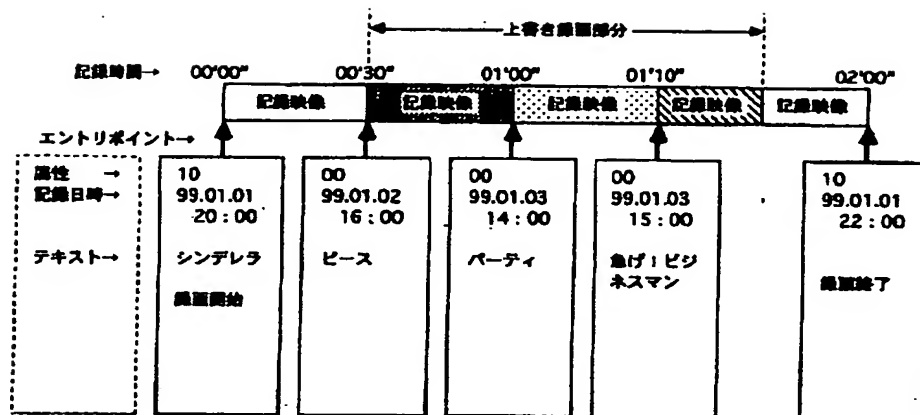 上書き録画部分
記録時間→ 00'00" 00'30" 01'00" 01'10" 02'00"
記録映像 記録映像 記録映像 記録映像 記録映像
エントリポイント→
属性 → 10 00 00 00 10
記録日時→ 99.01.01 99.01.02 99.01.03 99.01.03 99.01.01
20:00 16:00 14:00 15:00 22:00
テキスト→ シンデレラ ピース パーティ 急げ!ビジ
ネスマン
録画開始 録画終了